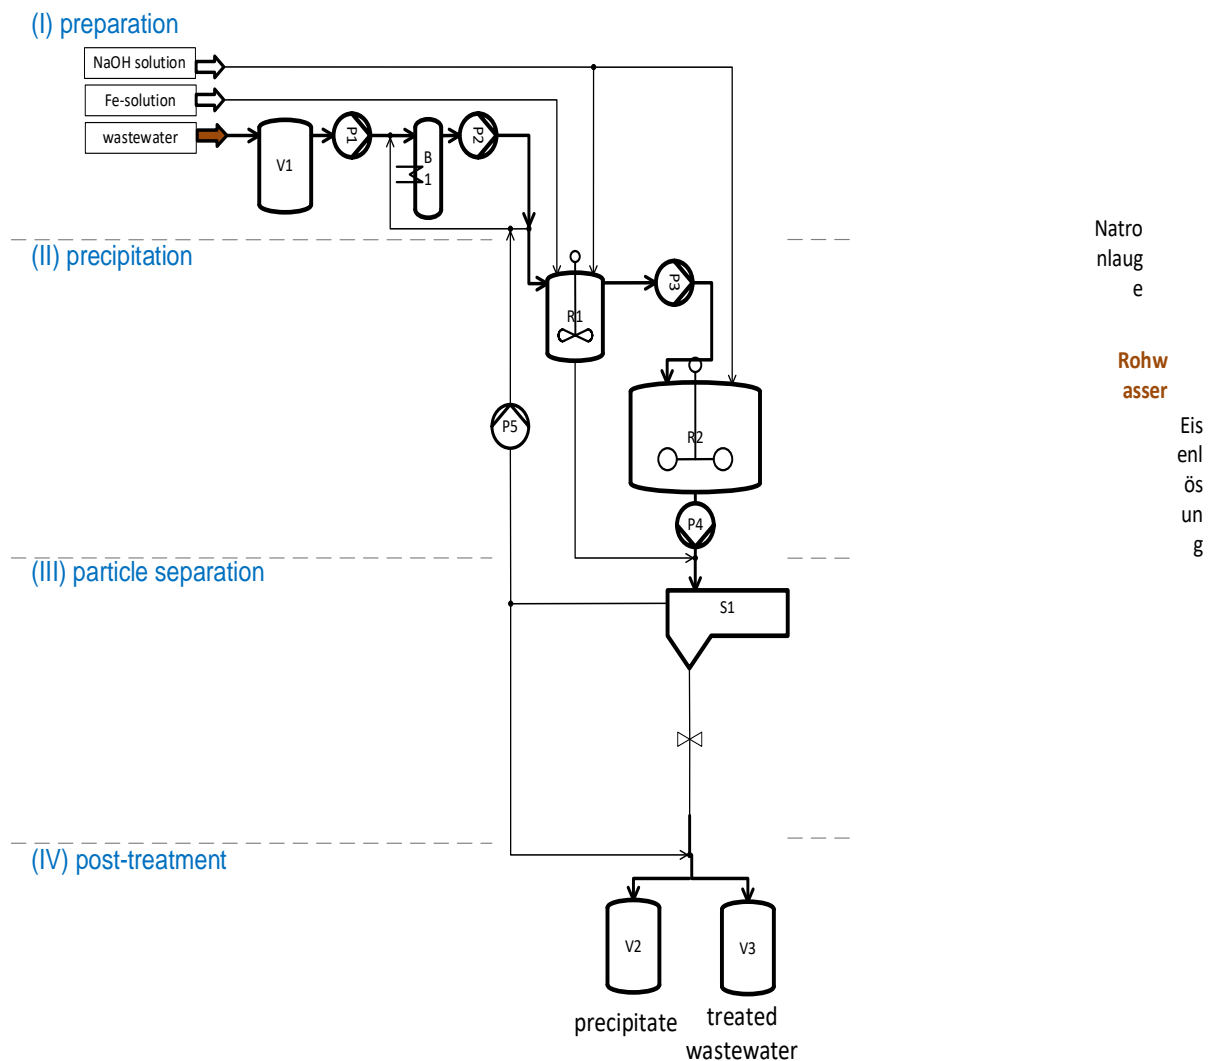 (I) preparation
NaOH solution
Fe-solution
wastewater
V1
P1
B
1
P2
(II) precipitation
R1
P3
P5
R2
P4
(III) particle separation
S1
(IV) post-treatment
V2
V3
precipitate
treated
wastewater
Natro
nlaug
e
Rohw
asser
Eis
enl
ös
un
g